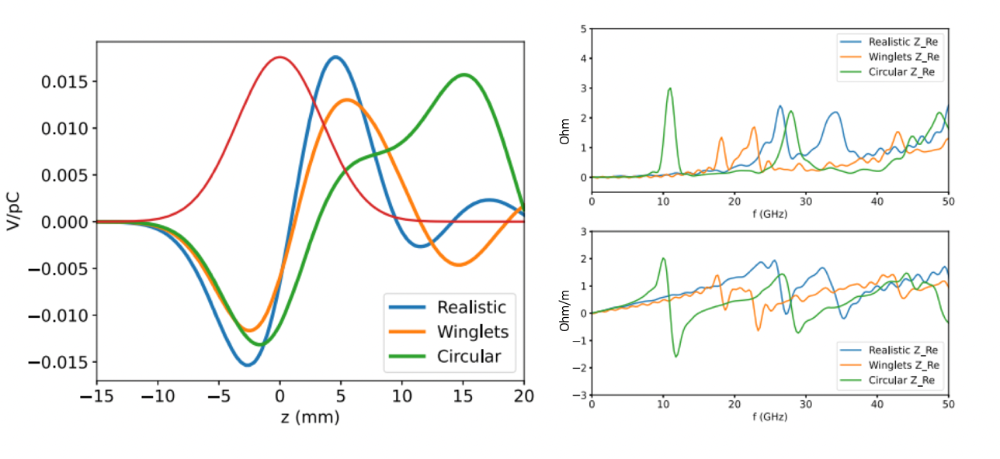 V/pC
0.015
0.010
0.005
0.000
−0.005
−0.010
−0.015
−15 −10 −5 0 5 10 15 20
z (mm)
Realistic
Winglets
Circular
Ohm
5
4
3
2
1
0
0 10 20 30 40 50
f (GHz)
Realistic Z_Re
Winglets Z_Re
Circular Z_Re
Ohm/m
3
2
1
0
−1
−2
−3
0 10 20 30 40 50
f (GHz)
Realistic Z_Re
Winglets Z_Re
Circular Z_Re